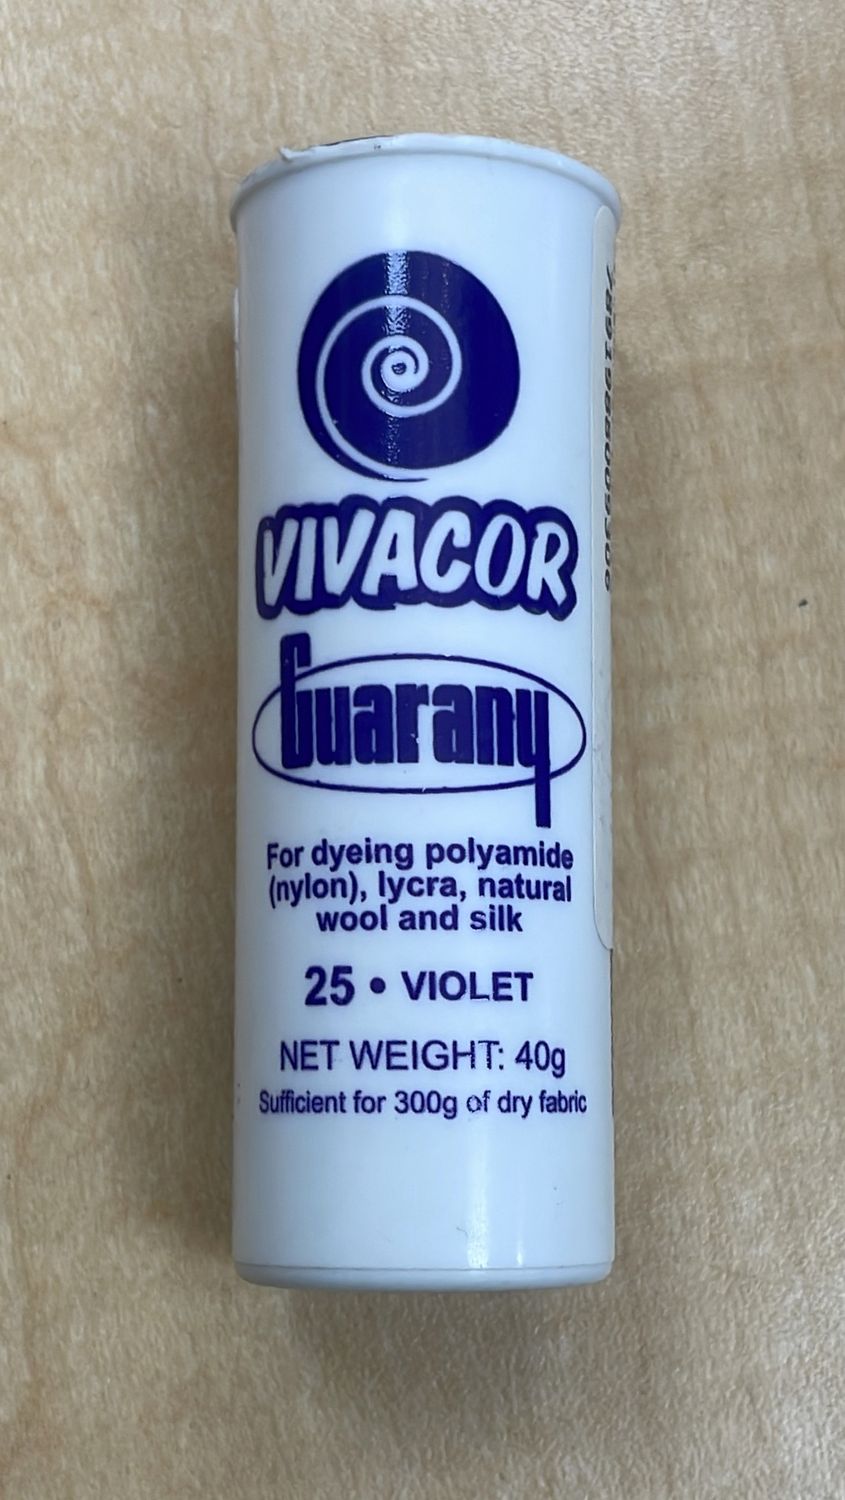 VIVACOR
Guarany
For dyeing polyamide
(nylon), lycra, natural
wool and silk
25 • VIOLET
NET WEIGHT: 40g
Sufficient for 300g of dry fabric